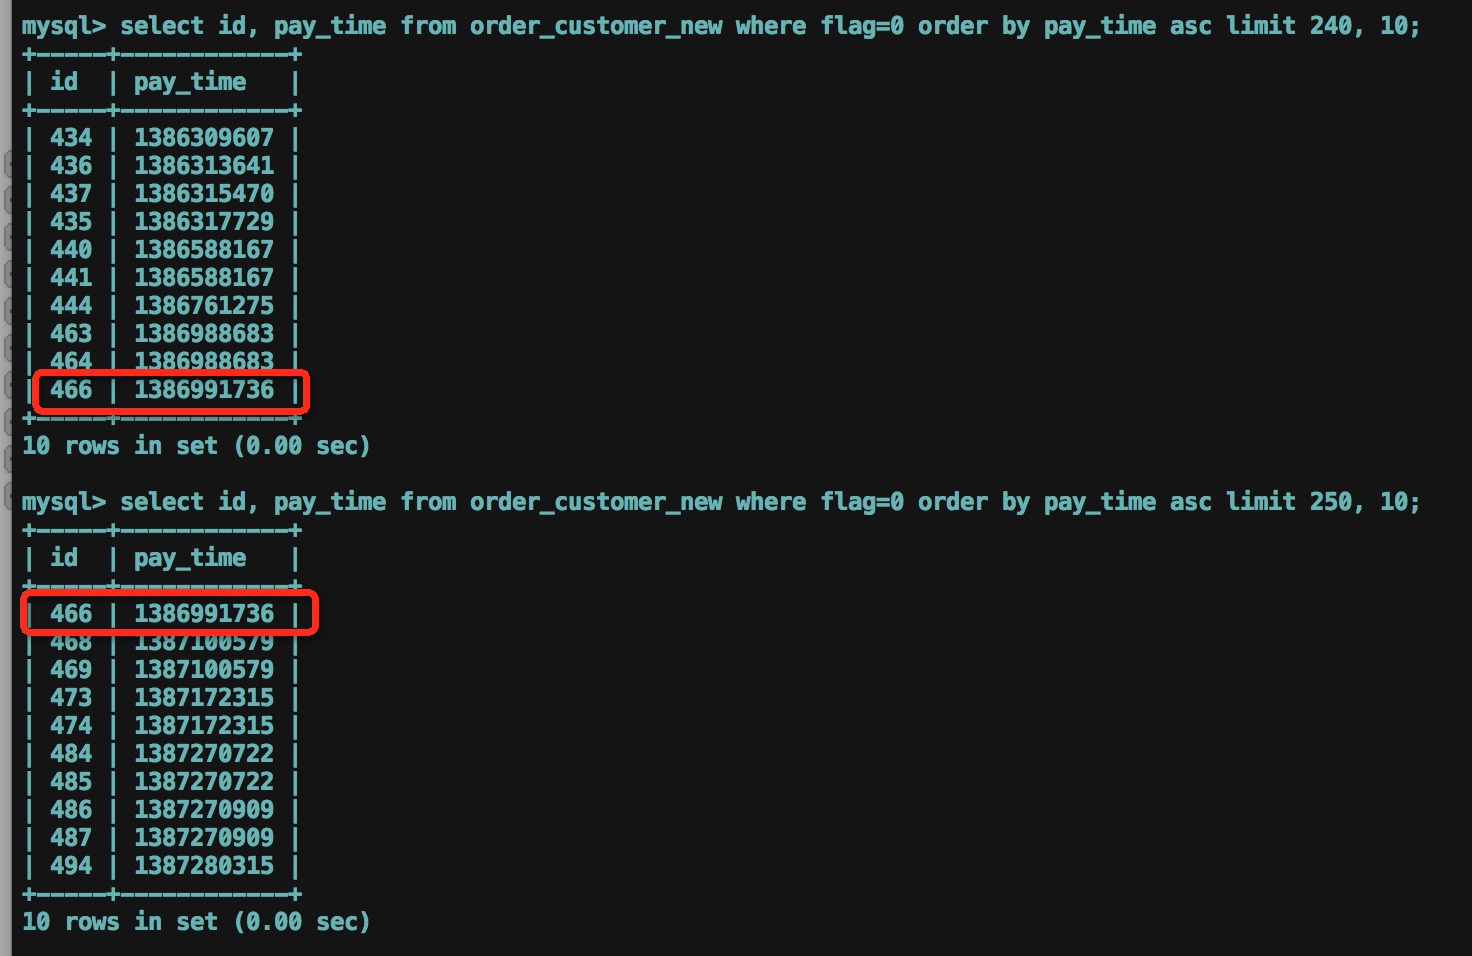 mysql> select id, pay_time from order_customer_new where flag=0 order by pay_time asc limit 240, 10;
+-----+------------+
| id  | pay_time   |
+-----+------------+
| 434 | 1386309607 |
| 436 | 1386313641 |
| 437 | 1386315470 |
| 435 | 1386317729 |
| 440 | 1386588167 |
| 441 | 1386588167 |
| 444 | 1386761275 |
| 463 | 1386988683 |
| 464 | 1386988683 |
| 466 | 1386991736 |
+-----+------------+
10 rows in set (0.00 sec)
mysql> select id, pay_time from order_customer_new where flag=0 order by pay_time asc limit 250, 10;
+-----+------------+
| id  | pay_time   |
+-----+------------+
| 466 | 1386991736 |
| 468 | 1387100579 |
| 469 | 1387100579 |
| 473 | 1387172315 |
| 474 | 1387172315 |
| 484 | 1387270722 |
| 485 | 1387270722 |
| 486 | 1387270909 |
| 487 | 1387270909 |
| 494 | 1387280315 |
+-----+------------+
10 rows in set (0.00 sec)